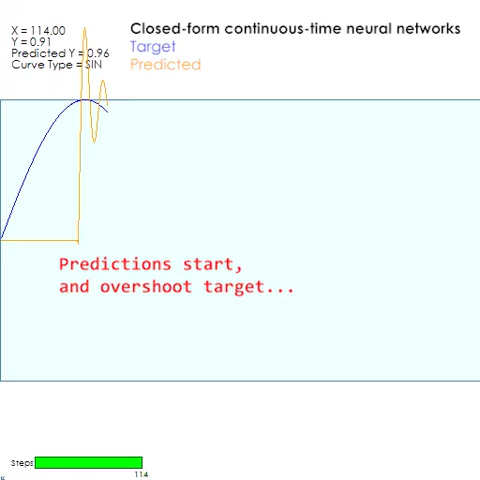 X = 114.00
Y = 0.91
Predicted Y = 0.96
Curve Type = SIN
Closed-form continuous-time neural networks
Target
Predicted
Predictions start,
and overshoot target...
Steps
114